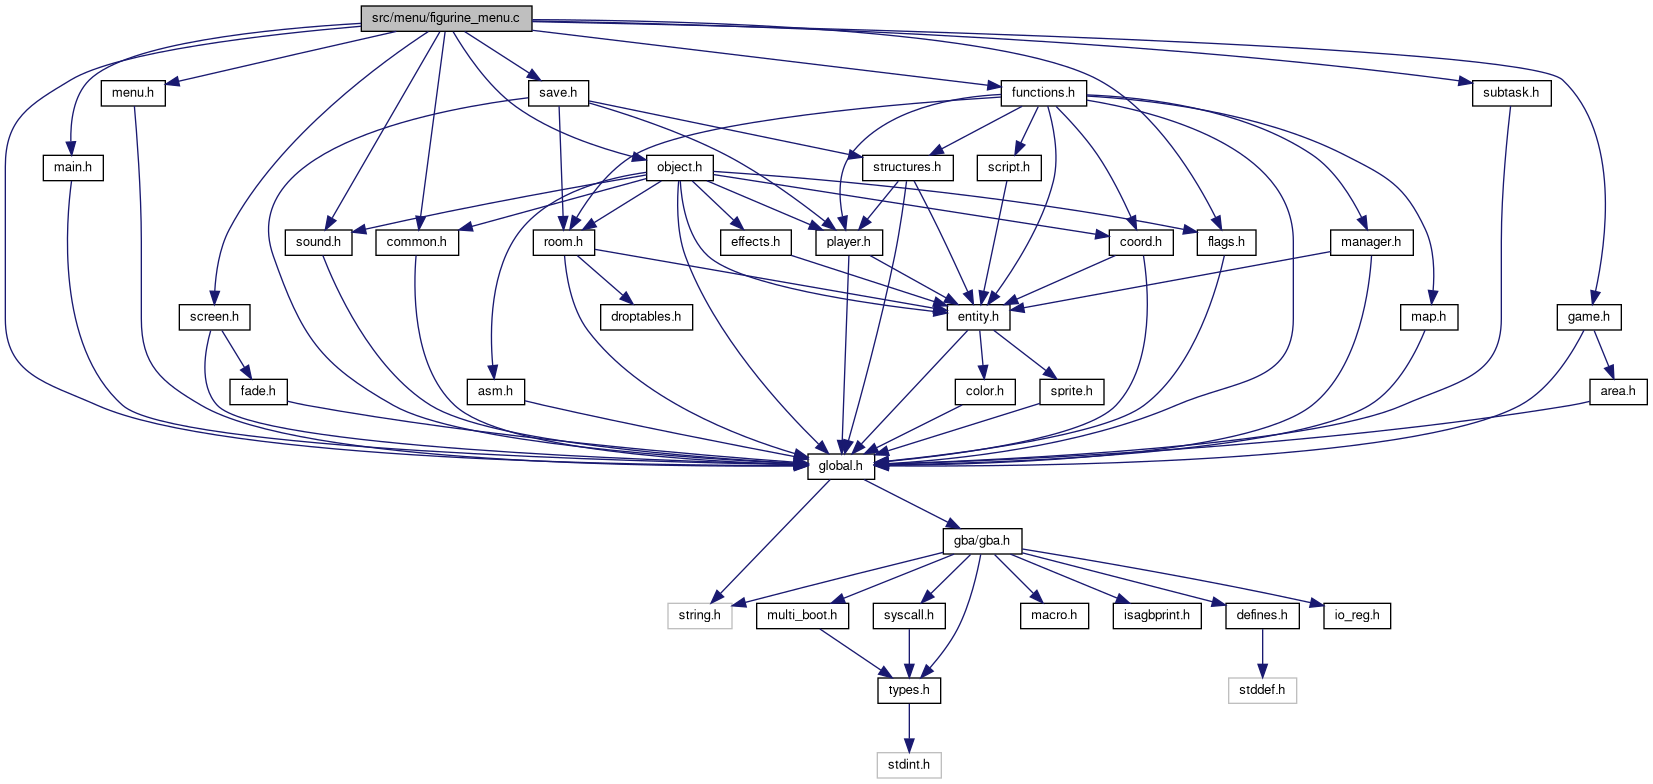 src/menu/figurine_menu.c
menu.h
save.h
functions.h
subtask.h
main.h
object.h
structures.h
script.h
sound.h
common.h
room.h
effects.h
player.h
coord.h
flags.h
manager.h
screen.h
droptables.h
entity.h
map.h
game.h
fade.h
asm.h
color.h
sprite.h
area.h
global.h
gba/gba.h
string.h
multi_boot.h
syscall.h
macro.h
isagbprint.h
defines.h
io_reg.h
types.h
stddef.h
stdint.h